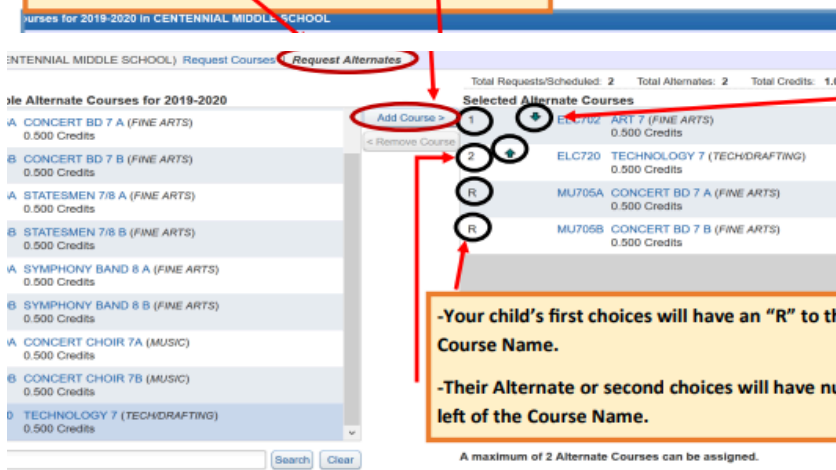 urses for 2019-2020 in CENTENNIAL MIDDLE SCHOOL
ENTENNIAL MIDDLE SCHOOL) Request Courses | Request Alternates
Total Requests/Scheduled: 2 Total Alternates: 2 Total Credits: 1.0
ble Alternate Courses for 2019-2020
A CONCERT BD 7 A (FINE ARTS)
0.500 Credits
B CONCERT BD 7 B (FINE ARTS)
0.500 Credits
A STATESMEN 7/8 A (FINE ARTS)
0.500 Credits
B STATESMEN 7/8 B (FINE ARTS)
0.500 Credits
A SYMPHONY BAND 8 A (FINE ARTS)
0.500 Credits
B SYMPHONY BAND 8 B (FINE ARTS)
0.500 Credits
A CONCERT CHOIR 7A (MUSIC)
0.500 Credits
B CONCERT CHOIR 7B (MUSIC)
0.500 Credits
0 TECHNOLOGY 7 (TECH/DRAFTING)
0.500 Credits
Search Clear
Add Course >
< Remove Course
Selected Alternate Courses
1 ELC702 ART 7 (FINE ARTS)
0.500 Credits
2 ELC720 TECHNOLOGY 7 (TECH/DRAFTING)
0.500 Credits
R MU705A CONCERT BD 7 A (FINE ARTS)
0.500 Credits
R MU705B CONCERT BD 7 B (FINE ARTS)
0.500 Credits
-Your child's first choices will have an "R" to th
Course Name.
-Their Alternate or second choices will have nu
left of the Course Name.
A maximum of 2 Alternate Courses can be assigned.